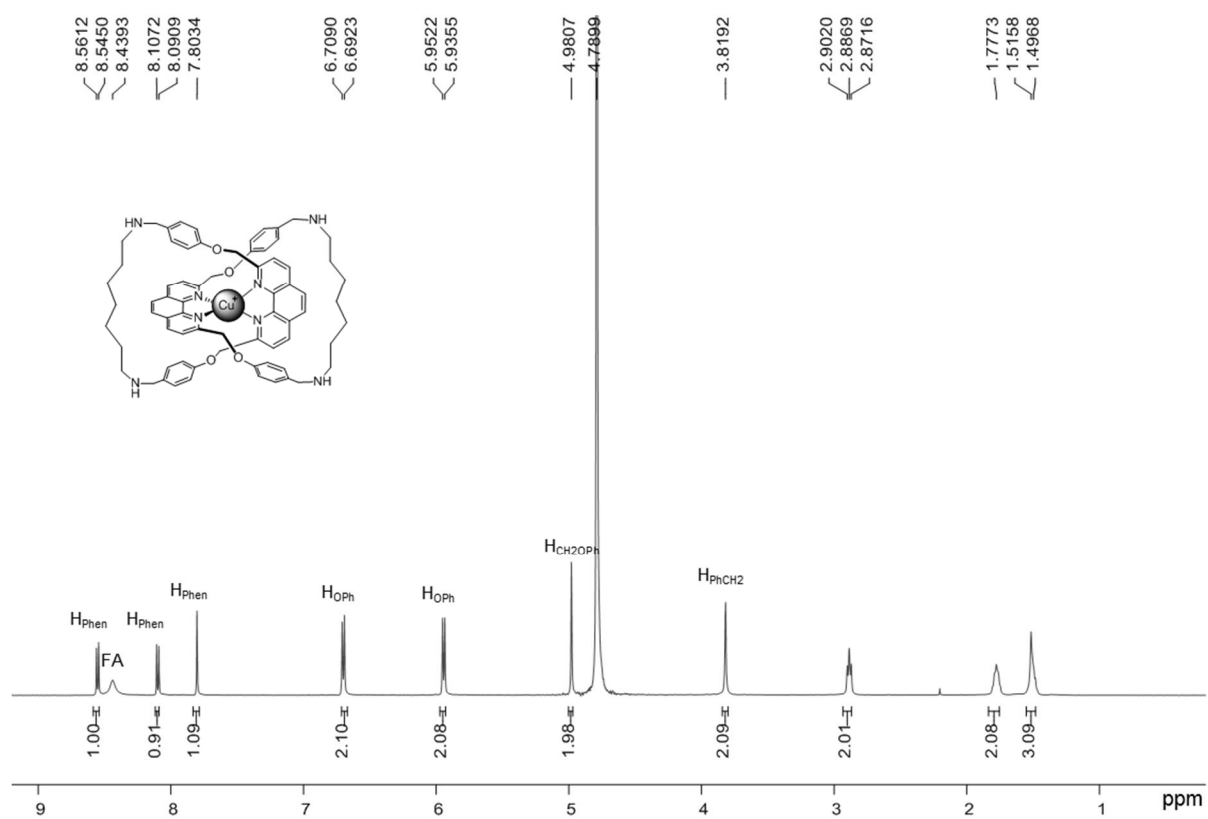 8.5612
8.5450
8.4393
8.1072
8.0909
7.8034
6.7090
6.6923
5.9522
5.9355
4.9807
4.7899
3.8192
2.9020
2.8869
2.8716
1.7773
1.5158
1.4968
HN
NH
O
O
N
N
Cu+
N
N
O
O
N
H
NH
HCH2OPh
HPhCH2
HPhen
HOPh
HOPh
HPhen
HPhen
FA
1.00
0.91
1.09
2.10
2.08
1.98
2.09
2.01
2.08
3.09
9 8 7 6 5 4 3 2 1 ppm